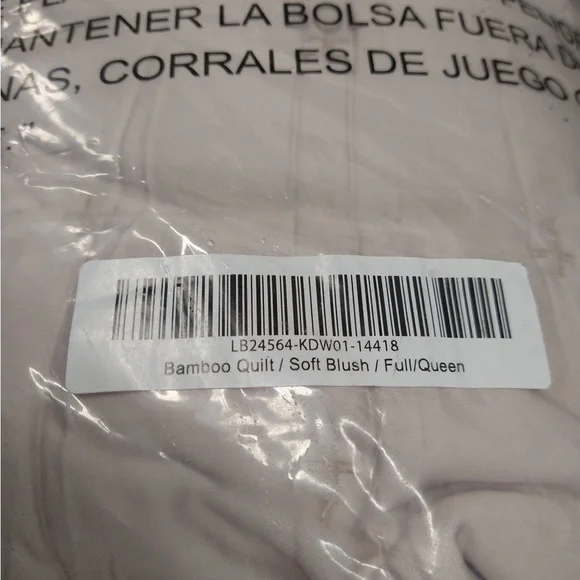 MANTENER LA BOLSA FUERA
CORRALES DE JUEGO
LB24564-KDW01-14418
Bamboo Quilt / Soft Blush / Full/Queen